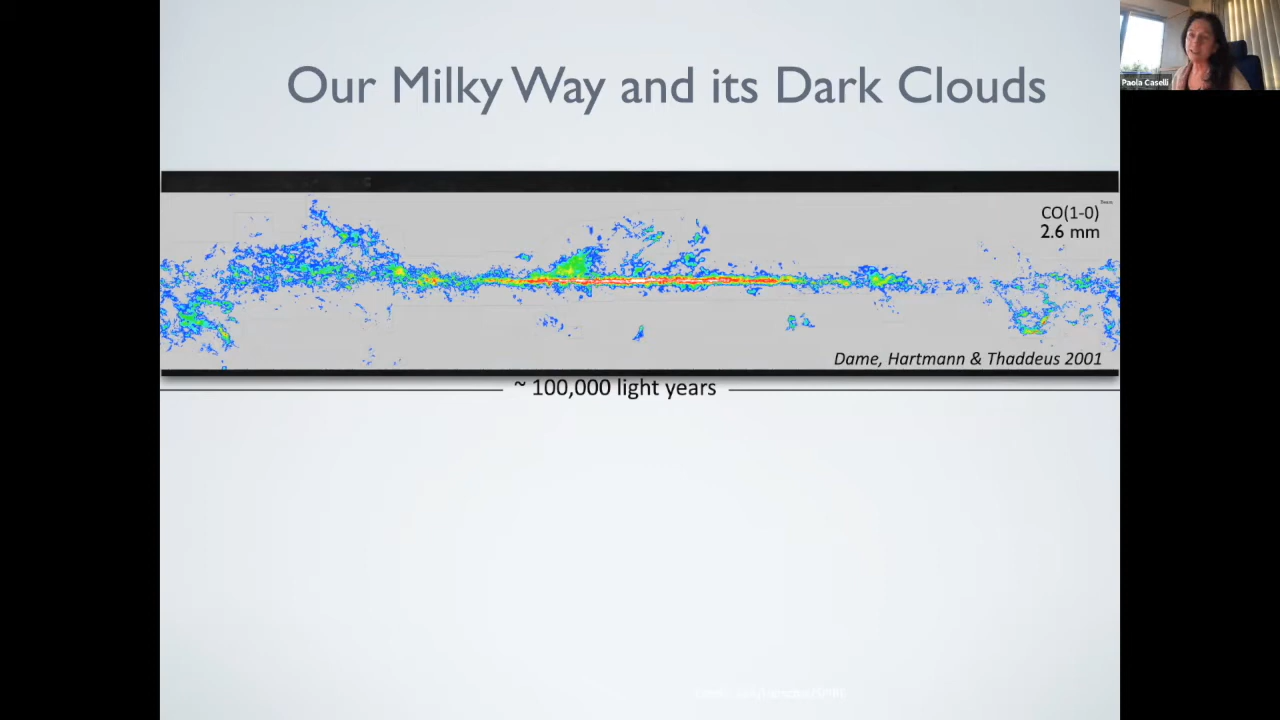 Our Milky Way and its Dark Clouds
Paola Caselli
CO(1-0)
2.6 mm
Dame, Hartmann & Thaddeus 2001
~ 100,000 light years